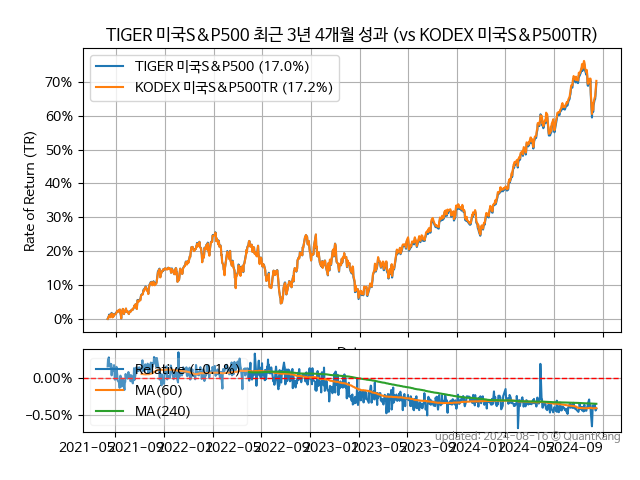 TIGER 미국S&P500 최근 3년 4개월 성과 (vs KODEX 미국S&P500TR)
TIGER 미국S&P500 (17.0%)
KODEX 미국S&P500TR (17.2%)
Rate of Return (TR)
70%
60%
50%
40%
30%
20%
10%
0%
0.00%
−0.50%
Relative (-0.1%)
MA(60)
MA(240)
2021-05
2021-09
2022-01
2022-05
2022-09
2023-01
2023-05
2023-09
2024-01
2024-05
2024-09
updated: 2024-08-16 © QuantKang